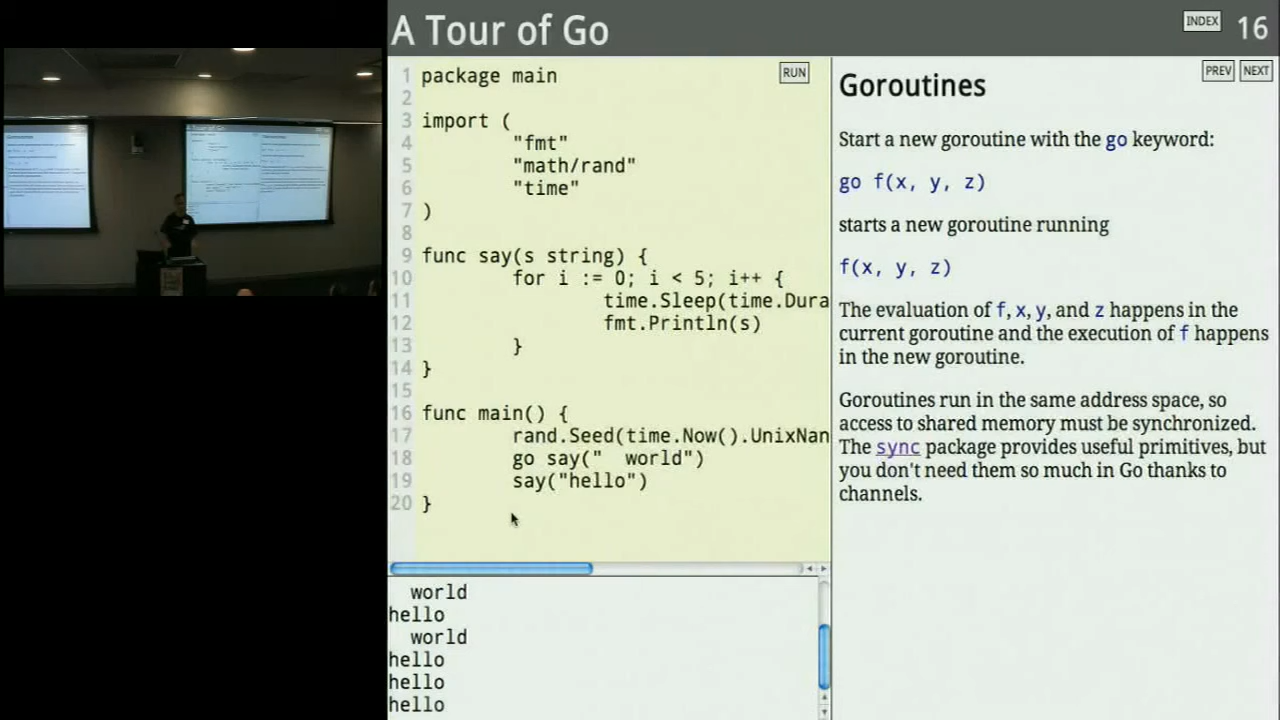 A Tour of Go
INDEX
16
1 package main
2
3 import (
4 "fmt"
5 "math/rand"
6 "time"
7 )
8
9 func say(s string) {
10 for i := 0; i < 5; i++ {
11 time.Sleep(time.Dura
12 fmt.Println(s)
13 }
14 }
15
16 func main() {
17 rand.Seed(time.Now().UnixNan
18 go say("  world")
19 say("hello")
20 }
RUN
  world
hello
  world
hello
hello
hello
PREV
NEXT
Goroutines
Start a new goroutine with the go keyword:
go f(x, y, z)
starts a new goroutine running
f(x, y, z)
The evaluation of f, x, y, and z happens in the
current goroutine and the execution of f happens
in the new goroutine.
Goroutines run in the same address space, so
access to shared memory must be synchronized.
The sync package provides useful primitives, but
you don't need them so much in Go thanks to
channels.
A Tour of Go